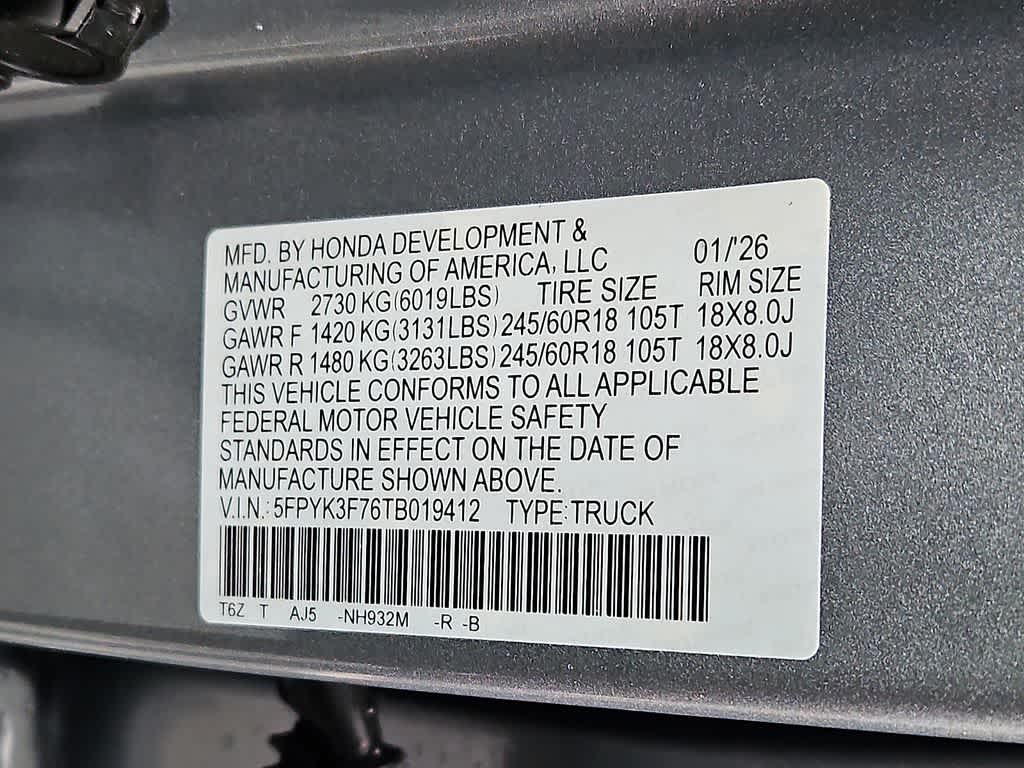 MFD. BY HONDA DEVELOPMENT &
MANUFACTURING OF AMERICA, LLC 01/'26
GVWR 2730 KG(6019LBS) TIRE SIZE RIM SIZE
GAWR F 1420 KG(3131LBS) 245/60R18 105T 18X8.0J
GAWR R 1480 KG(3263LBS) 245/60R18 105T 18X8.0J
THIS VEHICLE CONFORMS TO ALL APPLICABLE
FEDERAL MOTOR VEHICLE SAFETY
STANDARDS IN EFFECT ON THE DATE OF
MANUFACTURE SHOWN ABOVE.
V.I.N.: 5FPYK3F76TB019412 TYPE:TRUCK
T6Z T AJ5 -NH932M -R -B